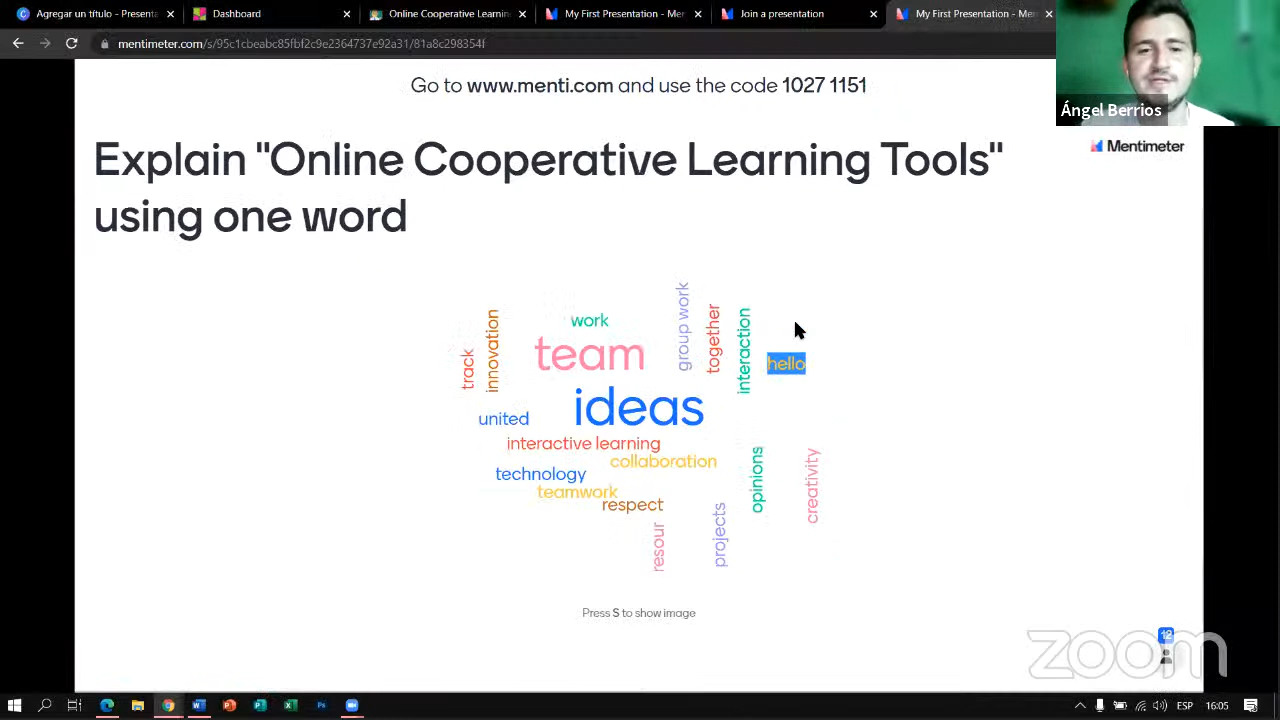 Agregar un título - Presenta
Dashboard
Online Cooperative Learnin
My First Presentation - Men
Join a presentation
My First Presentation - Men
mentimeter.com/s/95c1cbeabc85fbf2c9e2364737e92a31/81a8c298354f
Go to www.menti.com and use the code 1027 1151
Ángel Berrios
Mentimeter
Explain "Online Cooperative Learning Tools"
using one word
work
group work
together
interaction
innovation
track
team
hello
ideas
united
interactive learning
collaboration
technology
teamwork
respect
opinions
creativity
resour
projects
Press S to show image
12
zoom
ESP
16:05